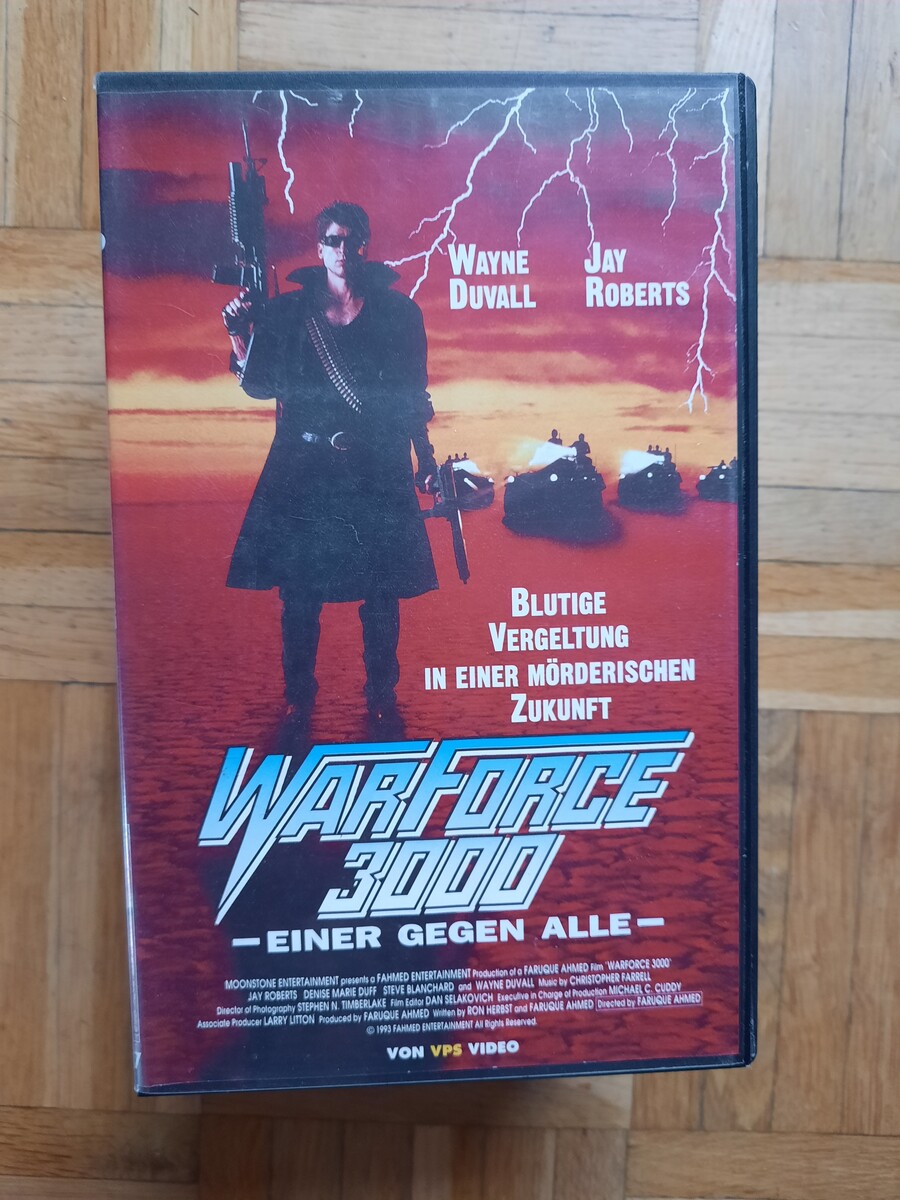 WAYNE DUVALL
JAY ROBERTS
BLUTIGE
VERGELTUNG
IN EINER MÖRDERISCHEN
ZUKUNFT
WARFORCE
3000
–EINER GEGEN ALLE–
MOONSTONE ENTERTAINMENT presents a FAHMED ENTERTAINMENT Production of a FARUQUE AHMED Film 'WARFORCE 3000'
JAY ROBERTS DENISE MARIE DUFF STEVE BLANCHARD and WAYNE DUVALL Music by CHRISTOPHER FARRELL
Director of Photography STEPHEN N. TIMBERLAKE Film Editor DAN SELAKOVICH Executive in Charge of Production MICHAEL C. CUDDY
Associate Producer LARRY LITTON Produced by FARUQUE AHMED Written by RON HERBST and FARUQUE AHMED Directed by FARUQUE AHMED
© 1993 FAHMED ENTERTAINMENT All Rights Reserved.
VON VPS VIDEO